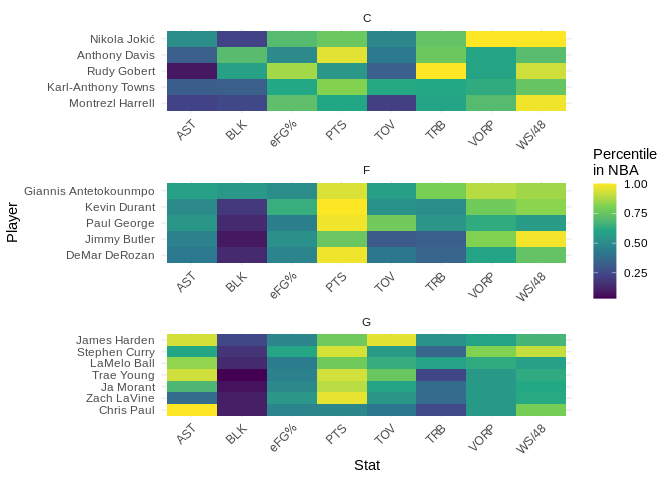 C
Nikola Jokić
Anthony Davis
Rudy Gobert
Karl-Anthony Towns
Montrezl Harrell
AST
BLK
eFG%
PTS
TOV
TRB
VORP
WS/48
F
Giannis Antetokounmpo
Kevin Durant
Paul George
Jimmy Butler
DeMar DeRozan
AST
BLK
eFG%
PTS
TOV
TRB
VORP
WS/48
G
James Harden
Stephen Curry
LaMelo Ball
Trae Young
Ja Morant
Zach LaVine
Chris Paul
AST
BLK
eFG%
PTS
TOV
TRB
VORP
WS/48
Stat
Player
Percentile
in NBA
1.00
0.75
0.50
0.25